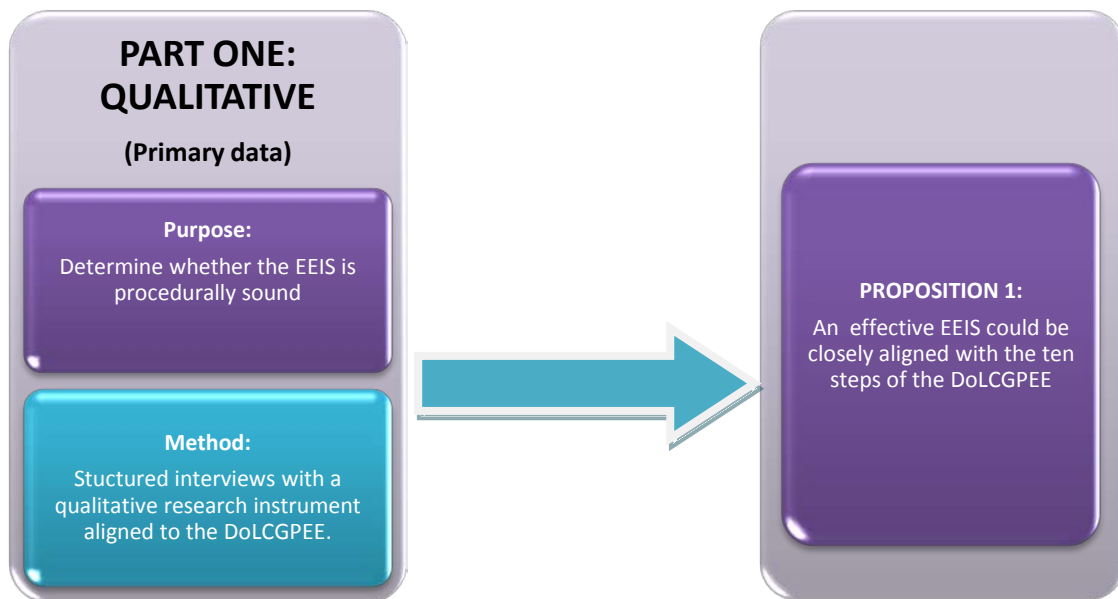 PART ONE:
QUALITATIVE
(Primary data)
Purpose:
Determine whether the EEIS is
procedurally sound
Method:
Stuctured interviews with a
qualitative research instrument
aligned to the DoLCGPEE.
PROPOSITION 1:
An effective EEIS could be
closely aligned with the ten
steps of the DoLCGPEE